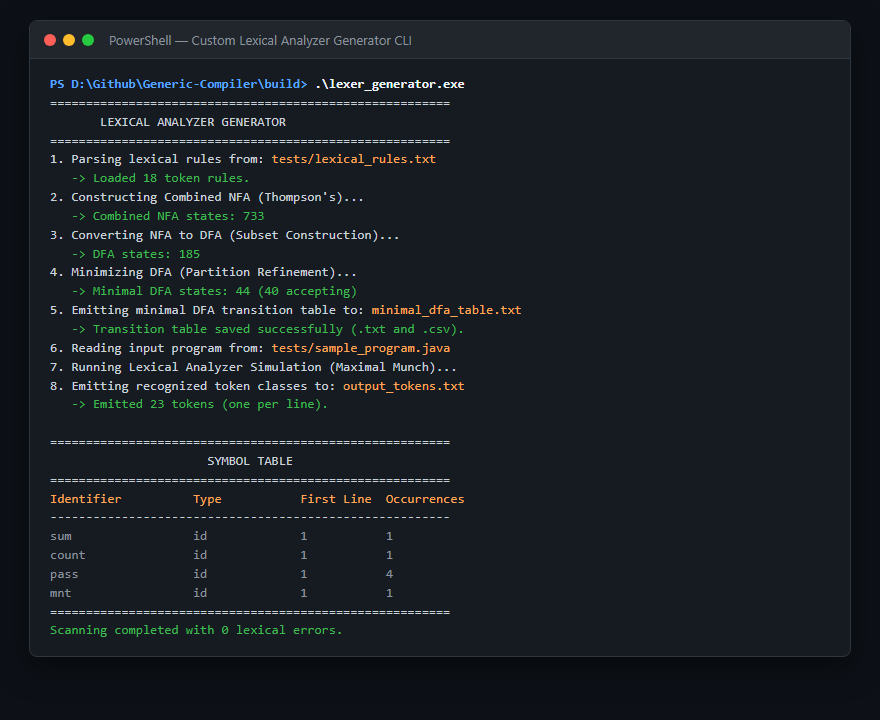 PowerShell — Custom Lexical Analyzer Generator CLI
PS D:\Github\Generic-Compiler\build> .\lexer_generator.exe
========================================================
LEXICAL ANALYZER GENERATOR
========================================================
1. Parsing lexical rules from: tests/lexical_rules.txt
-> Loaded 18 token rules.
2. Constructing Combined NFA (Thompson's)...
-> Combined NFA states: 733
3. Converting NFA to DFA (Subset Construction)...
-> DFA states: 185
4. Minimizing DFA (Partition Refinement)...
-> Minimal DFA states: 44 (40 accepting)
5. Emitting minimal DFA transition table to: minimal_dfa_table.txt
-> Transition table saved successfully (.txt and .csv).
6. Reading input program from: tests/sample_program.java
7. Running Lexical Analyzer Simulation (Maximal Munch)...
8. Emitting recognized token classes to: output_tokens.txt
-> Emitted 23 tokens (one per line).
========================================================
SYMBOL TABLE
========================================================
Identifier Type First Line Occurrences
--------------------------------------------------------
sum id 1 1
count id 1 1
pass id 1 4
mnt id 1 1
========================================================
Scanning completed with 0 lexical errors.